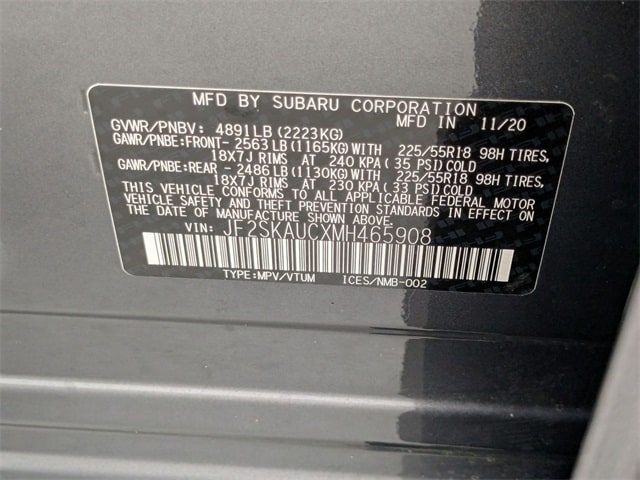 MFD BY SUBARU CORPORATION MFD IN 11/20
GVWR/PNBV: 4891LB (2223KG)
GAWR/PNBE:FRONT- 2563 LB (1165KG) WITH 225/55R18 98H TIRES,
18X7J RIMS AT 240 KPA (35 PSI) COLD
GAWR/PNBE:REAR - 2486 LB (1130KG) WITH 225/55R18 98H TIRES,
18X7J RIMS AT 230 KPA (33 PSI) COLD
THIS VEHICLE CONFORMS TO ALL APPLICABLE FEDERAL MOTOR
VEHICLE SAFETY AND THEFT PREVENTION STANDARDS IN EFFECT ON
THE DATE OF MANUFACTURE SHOWN ABOVE.
VIN: JF2SKAUCXMH465908
TYPE:MPV/VTUM ICES/NMB-002